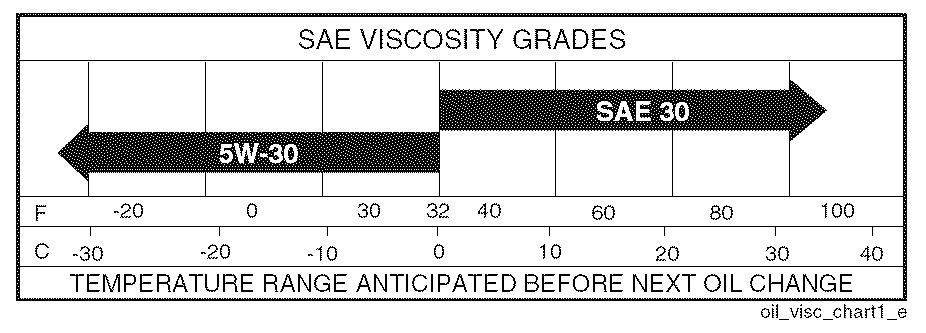 SAE VISCOSITY GRADES
SAE 30
5W-30
F -20 0 30 32 40 60 80 100
C -30 -20 -10 0 10 20 30 40
TEMPERATURE RANGE ANTICIPATED BEFORE NEXT OIL CHANGE
oil_visc_chart1_e